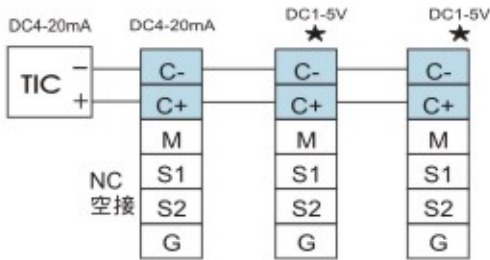 DC4-20mA DC4-20mA DC1-5V DC1-5V
★ ★
TIC − C- C- C-
+ C+ C+ C+
M M M
NC S1 S1 S1
空接 S2 S2 S2
G G G